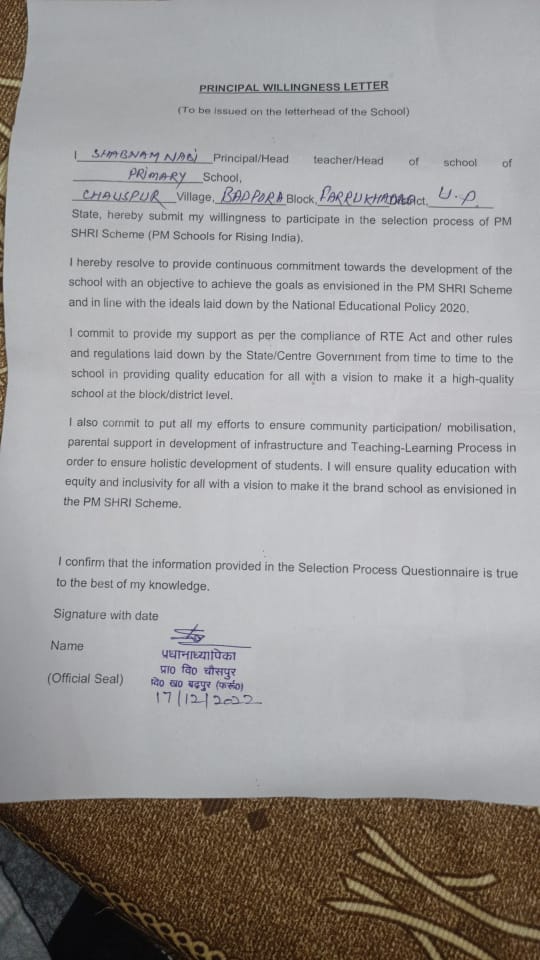 PRINCIPAL WILLINGNESS LETTER
(To be issued on the letterhead of the School)
I SHABNAM NABI Principal/Head teacher/Head of school of
PRIMARY School,
CHAUSPUR Village, BADPORA Block, FARRUKHABAD ict, U.P.
State, hereby submit my willingness to participate in the selection process of PM
SHRI Scheme (PM Schools for Rising India).
I hereby resolve to provide continuous commitment towards the development of the
school with an objective to achieve the goals as envisioned in the PM SHRI Scheme
and in line with the ideals laid down by the National Educational Policy 2020.
I commit to provide my support as per the compliance of RTE Act and other rules
and regulations laid down by the State/Centre Government from time to time to the
school in providing quality education for all with a vision to make it a high-quality
school at the block/district level.
I also commit to put all my efforts to ensure community participation/ mobilisation,
parental support in development of infrastructure and Teaching-Learning Process in
order to ensure holistic development of students. I will ensure quality education with
equity and inclusivity for all with a vision to make it the brand school as envisioned in
the PM SHRI Scheme.
I confirm that the information provided in the Selection Process Questionnaire is true
to the best of my knowledge.
Signature with date
Name
प्रधानाध्यापिका
(Official Seal)
प्रा० वि० चौसपुर
वि० ख० बढ़पुर (फर्रु०)
17/12/2022